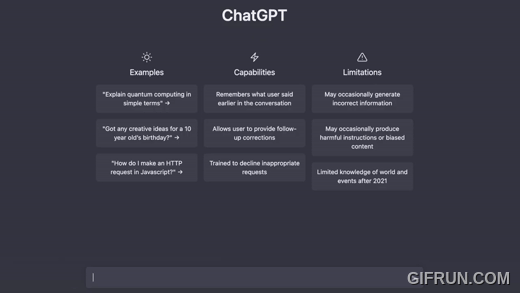 ChatGPT
Examples
"Explain quantum computing in
simple terms" →
"Got any creative ideas for a 10
year old's birthday?" →
"How do I make an HTTP
request in Javascript?" →
Capabilities
Remembers what user said
earlier in the conversation
Allows user to provide follow-
up corrections
Trained to decline inappropriate
requests
Limitations
May occasionally generate
incorrect information
May occasionally produce
harmful instructions or biased
content
Limited knowledge of world and
events after 2021
GIFRUN.COM